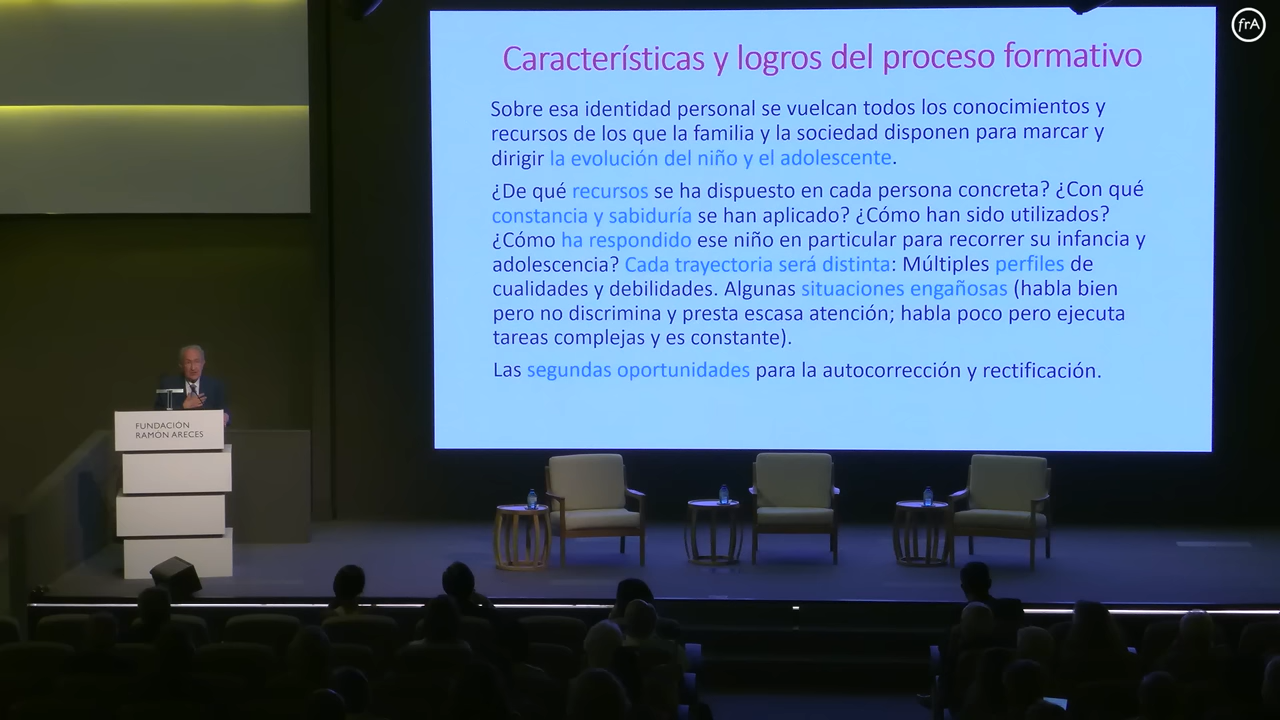 frA
Características y logros del proceso formativo
Sobre esa identidad personal se vuelcan todos los conocimientos y
recursos de los que la familia y la sociedad disponen para marcar y
dirigir la evolución del niño y el adolescente.
¿De qué recursos se ha dispuesto en cada persona concreta? ¿Con qué
constancia y sabiduría se han aplicado? ¿Cómo han sido utilizados?
¿Cómo ha respondido ese niño en particular para recorrer su infancia y
adolescencia? Cada trayectoria será distinta: Múltiples perfiles de
cualidades y debilidades. Algunas situaciones engañosas (habla bien
pero no discrimina y presta escasa atención; habla poco pero ejecuta
tareas complejas y es constante).
Las segundas oportunidades para la autocorrección y rectificación.
FUNDACIÓN
RAMÓN ARECES